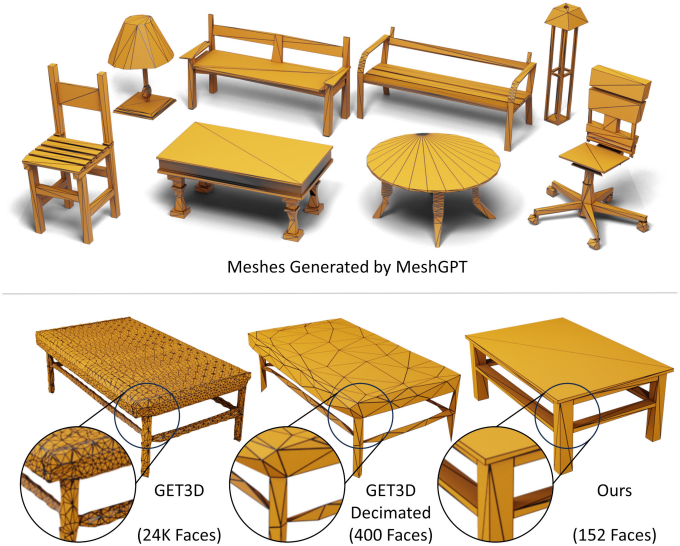 Meshes Generated by MeshGPT
GET3D
(24K Faces)
GET3D
Decimated
(400 Faces)
Ours
(152 Faces)